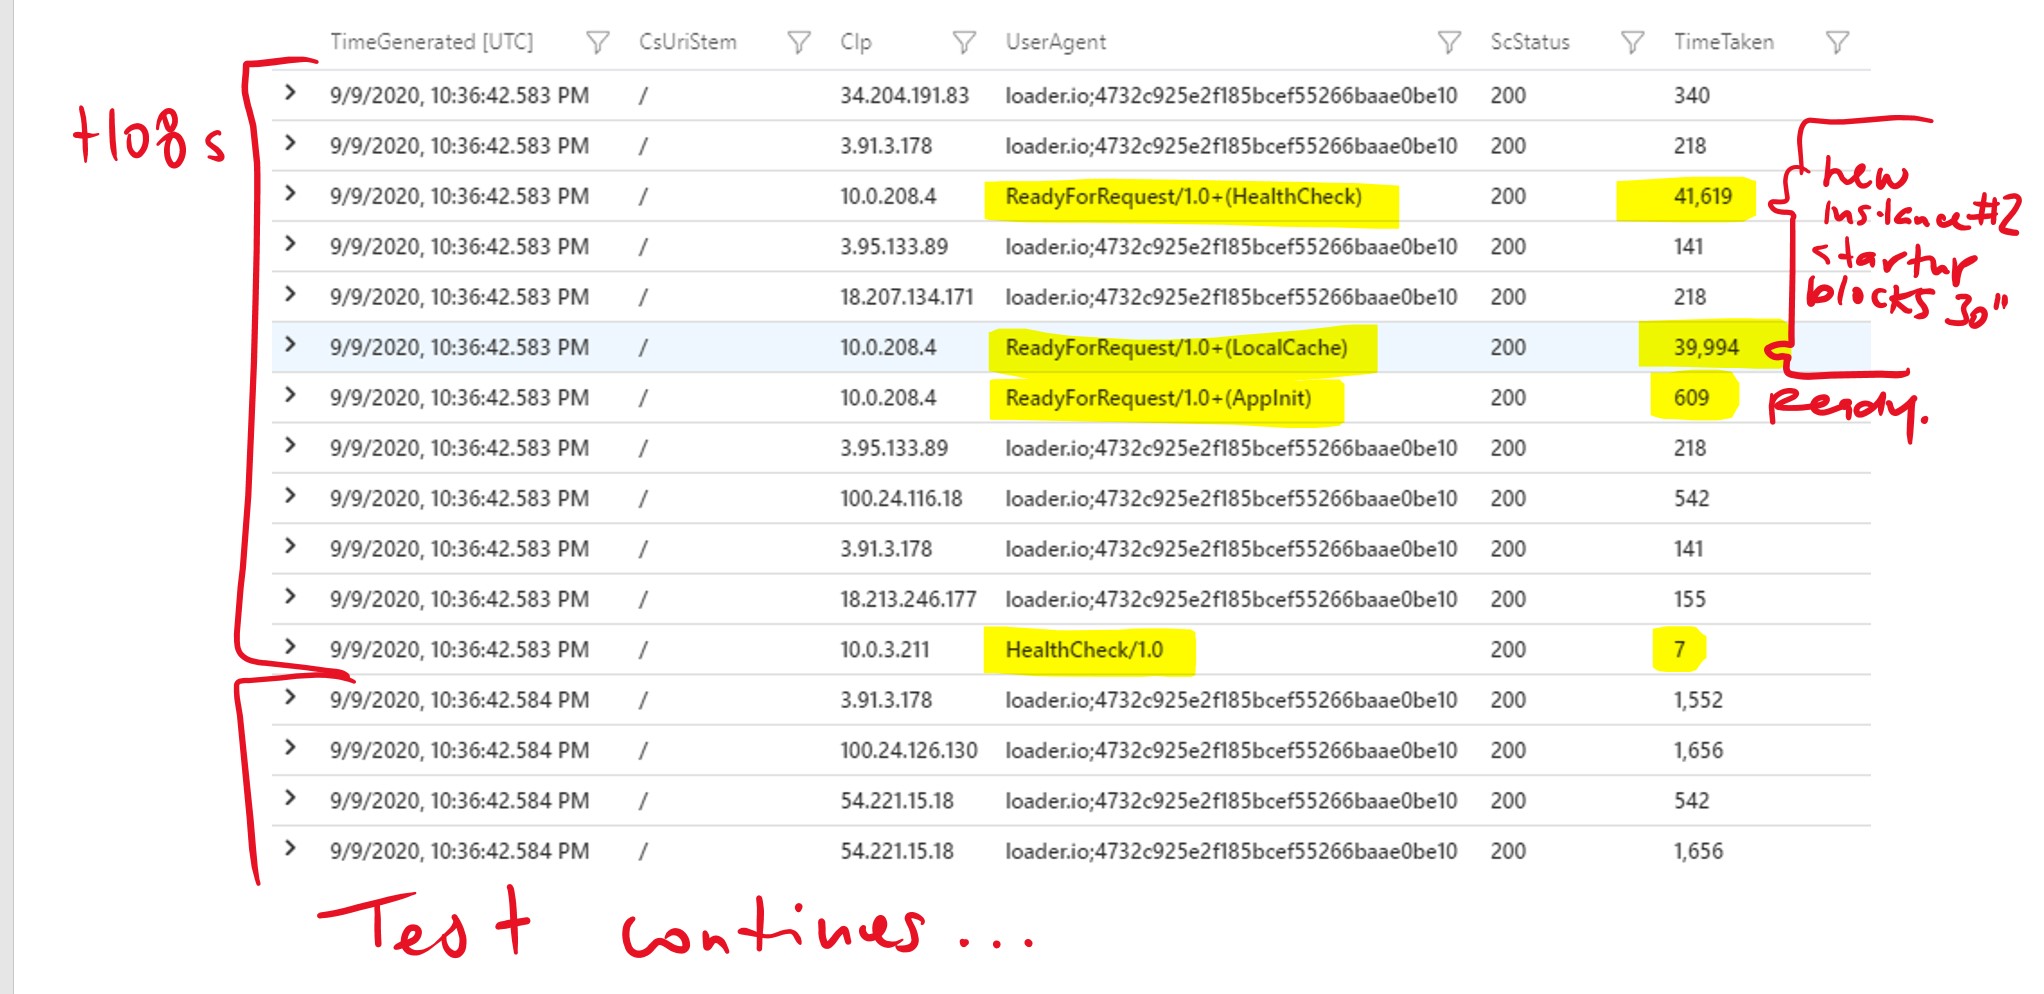 TimeGenerated [UTC] CsUriStem CIp UserAgent ScStatus TimeTaken
9/9/2020, 10:36:42.583 PM / 34.204.191.83 loader.io;4732c925e2f185bcef55266baae0be10 200 340
9/9/2020, 10:36:42.583 PM / 3.91.3.178 loader.io;4732c925e2f185bcef55266baae0be10 200 218
9/9/2020, 10:36:42.583 PM / 10.0.208.4 ReadyForRequest/1.0+(HealthCheck) 200 41,619
9/9/2020, 10:36:42.583 PM / 3.95.133.89 loader.io;4732c925e2f185bcef55266baae0be10 200 141
9/9/2020, 10:36:42.583 PM / 18.207.134.171 loader.io;4732c925e2f185bcef55266baae0be10 200 218
9/9/2020, 10:36:42.583 PM / 10.0.208.4 ReadyForRequest/1.0+(LocalCache) 200 39,994
9/9/2020, 10:36:42.583 PM / 10.0.208.4 ReadyForRequest/1.0+(AppInit) 200 609
9/9/2020, 10:36:42.583 PM / 3.95.133.89 loader.io;4732c925e2f185bcef55266baae0be10 200 218
9/9/2020, 10:36:42.583 PM / 100.24.116.18 loader.io;4732c925e2f185bcef55266baae0be10 200 542
9/9/2020, 10:36:42.583 PM / 3.91.3.178 loader.io;4732c925e2f185bcef55266baae0be10 200 141
9/9/2020, 10:36:42.583 PM / 18.213.246.177 loader.io;4732c925e2f185bcef55266baae0be10 200 155
9/9/2020, 10:36:42.583 PM / 10.0.3.211 HealthCheck/1.0 200 7
9/9/2020, 10:36:42.584 PM / 3.91.3.178 loader.io;4732c925e2f185bcef55266baae0be10 200 1,552
9/9/2020, 10:36:42.584 PM / 100.24.126.130 loader.io;4732c925e2f185bcef55266baae0be10 200 1,656
9/9/2020, 10:36:42.584 PM / 54.221.15.18 loader.io;4732c925e2f185bcef55266baae0be10 200 542
9/9/2020, 10:36:42.584 PM / 54.221.15.18 loader.io;4732c925e2f185bcef55266baae0be10 200 1,656
+108 s
new
instance #2
startup
blocks 30"
Ready.
Test continues...